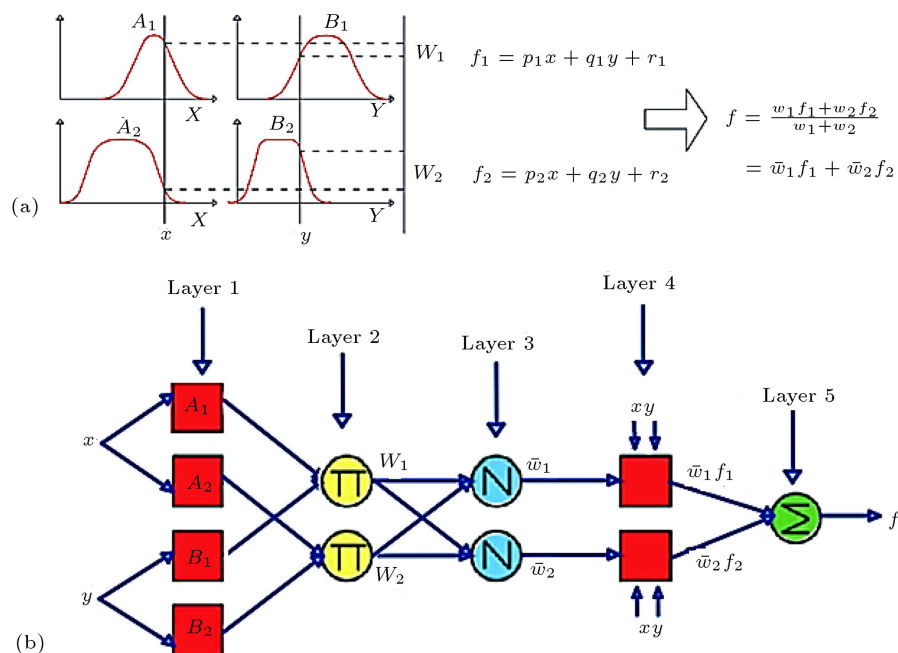 A₁
B₁
W₁
f₁ = p₁x + q₁y + r₁
X
Y
A₂
B₂
f = (w₁f₁+w₂f₂)/(w₁+w₂)
W₂
f₂ = p₂x + q₂y + r₂
= w̄₁f₁ + w̄₂f₂
(a)
X
Y
x
y
Layer 1
Layer 4
Layer 2
Layer 3
Layer 5
A₁
x y
x
W₁
w̄₁
w̄₁f₁
A₂
Π
N
Σ
f
B₁
Π
N
W₂
w̄₂
w̄₂f₂
y
B₂
x y
(b)